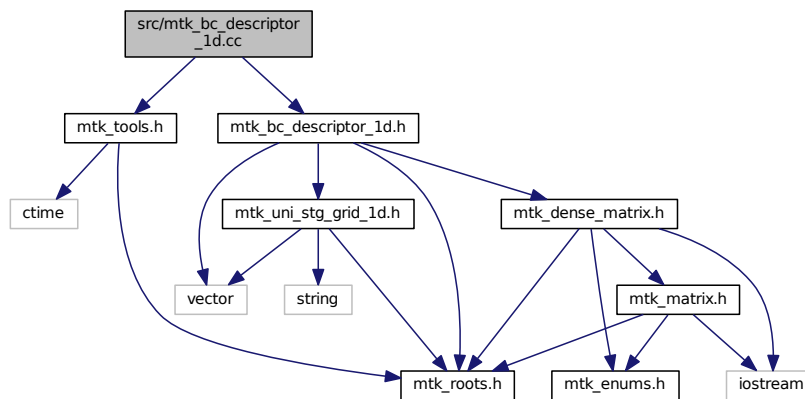 src/mtk_bc_descriptor
_1d.cc
mtk_tools.h
mtk_bc_descriptor_1d.h
ctime
mtk_uni_stg_grid_1d.h
mtk_dense_matrix.h
vector
string
mtk_matrix.h
mtk_roots.h
mtk_enums.h
iostream